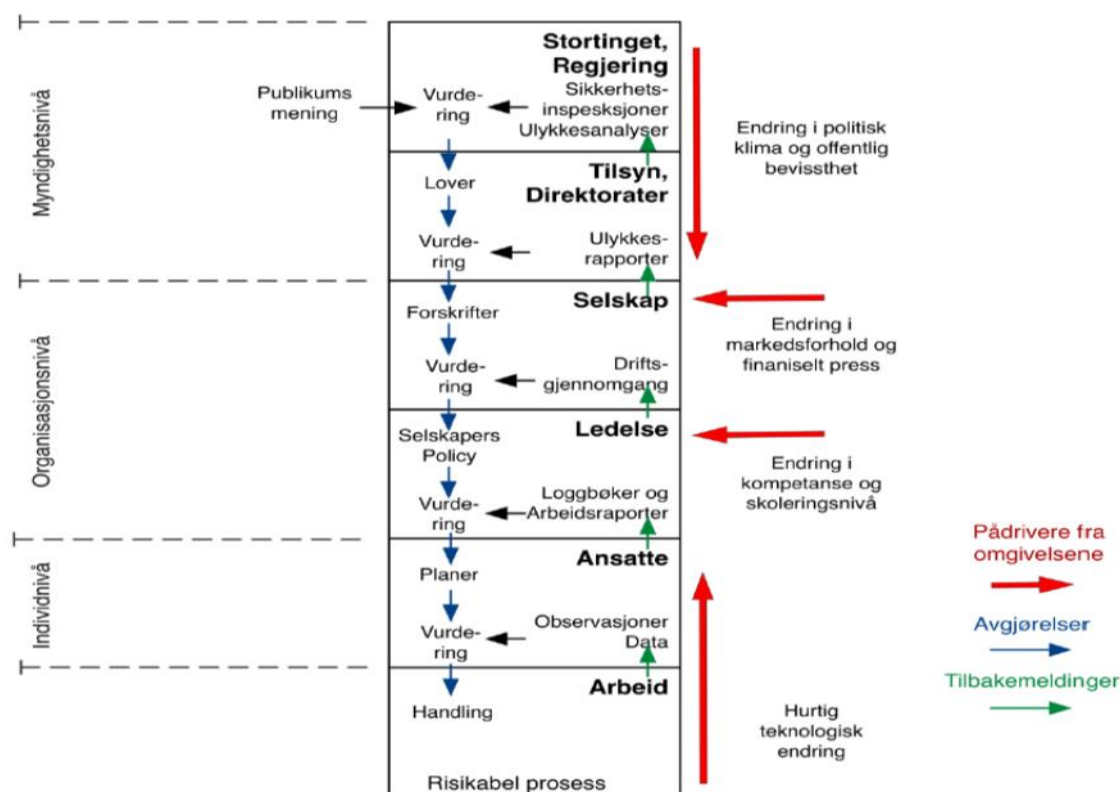 Myndighetsnivå
Organisasjonsnivå
Individnivå
Publikums
mening
Stortinget,
Regjering
Vurde-
ring
Sikkerhets-
inspesksjoner
Ulykkesanalyser
Tilsyn,
Direktorater
Lover
Vurde-
ring
Ulykkes-
rapporter
Selskap
Forskrifter
Vurde-
ring
Drifts-
gjennomgang
Ledelse
Selskapers
Policy
Vurde-
ring
Loggbøker og
Arbeidsraporter
Ansatte
Planer
Vurde-
ring
Observasjoner
Data
Arbeid
Handling
Risikabel prosess
Endring i politisk
klima og offentlig
bevissthet
Endring i
markedsforhold og
finaniselt press
Endring i
kompetanse og
skoleringsnivå
Hurtig
teknologisk
endring
Pådrivere fra
omgivelsene
Avgjørelser
Tilbakemeldinger